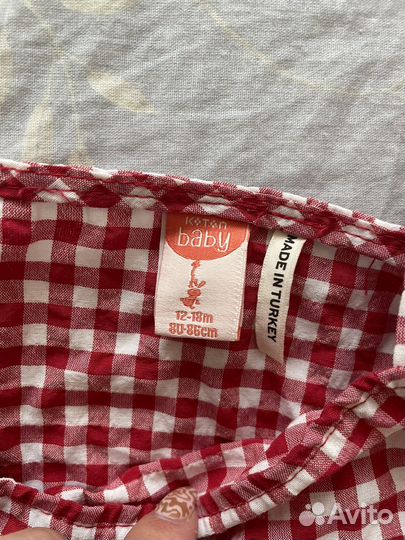 KOTON
baby
12-18m
80-86cm
MADE IN TURKEY
Avito